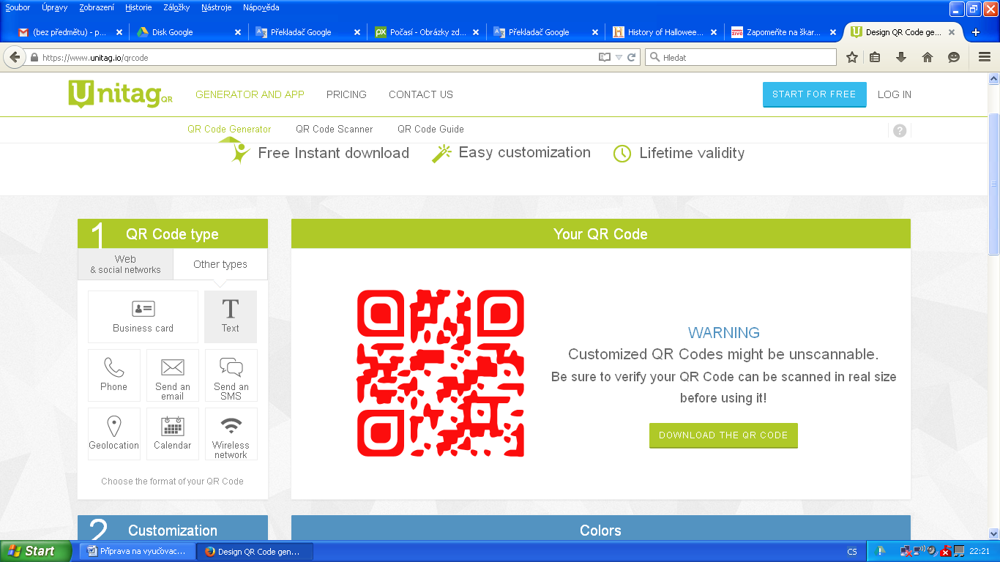 Soubor Úpravy Zobrazení Historie Záložky Nástroje Nápověda
(bez předmětu) - p... Disk Google Překladač Google Počasí - Obrázky zd... Překladač Google History of Hallowee... Zapomeňte na škar... Design QR Code ge...
https://www.unitag.io/qrcode Hledat
Unitag QR GENERATOR AND APP PRICING CONTACT US START FOR FREE LOG IN
QR Code Generator QR Code Scanner QR Code Guide ?
Free Instant download Easy customization Lifetime validity
1 QR Code type
Web
& social networks
Other types
Business card
Text
Phone
Send an
email
Send an
SMS
Geolocation
Calendar
Wireless
network
Choose the format of your QR Code
Your QR Code
WARNING
Customized QR Codes might be unscannable.
Be sure to verify your QR Code can be scanned in real size
before using it!
DOWNLOAD THE QR CODE
2 Customization
Colors
Start Příprava na vyučovac... Design QR Code gen... CS 22:21